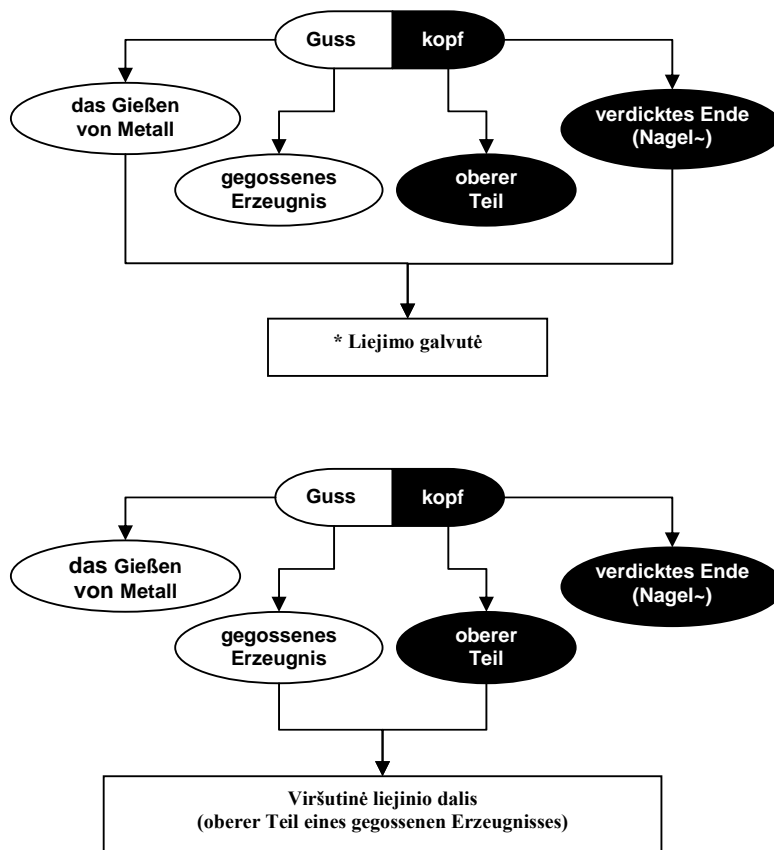 Guss kopf
das Gießen
von Metall
verdicktes Ende
(Nagel~)
gegossenes
Erzeugnis
oberer
Teil
* Liejimo galvutė
Guss kopf
das Gießen
von Metall
verdicktes Ende
(Nagel~)
gegossenes
Erzeugnis
oberer
Teil
Viršutinė liejinio dalis
(oberer Teil eines gegossenen Erzeugnisses)